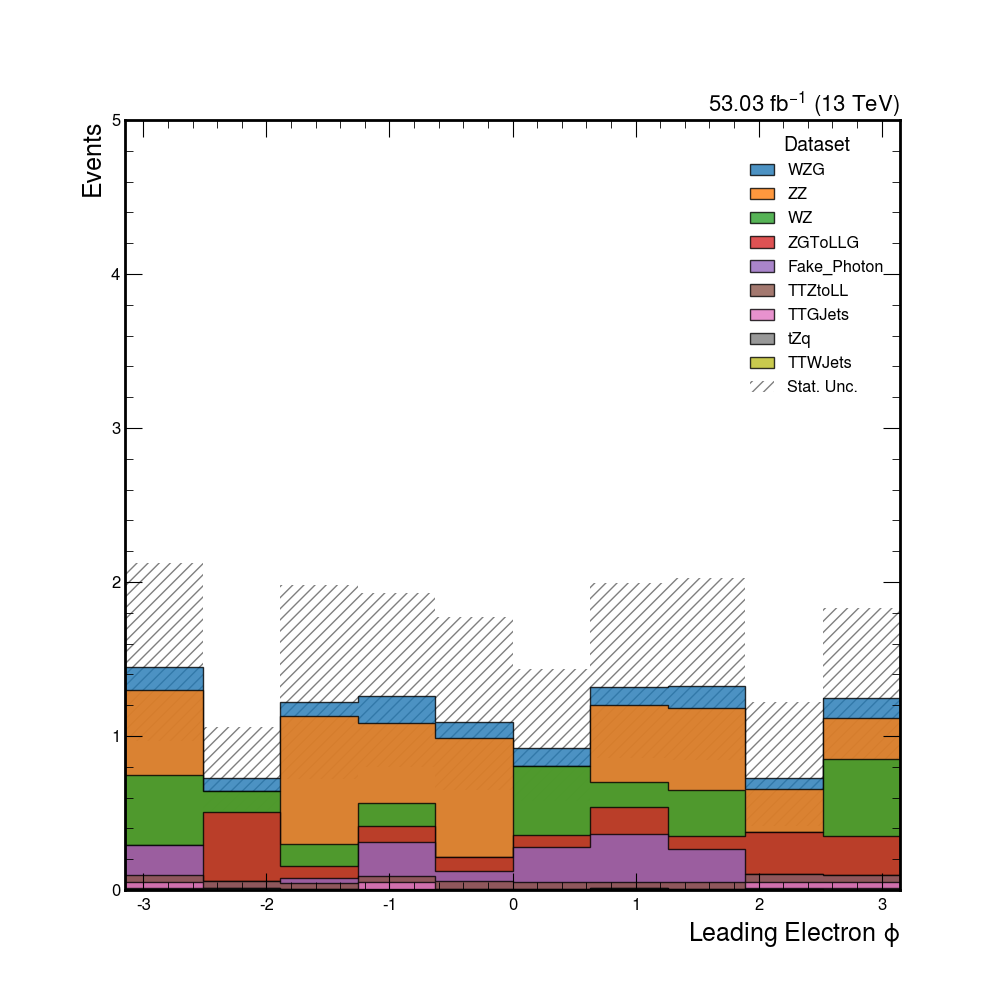 53.03 fb⁻¹ (13 TeV)
Events
5
4
3
2
1
0
Dataset
WZG
ZZ
WZ
ZGToLLG
Fake_Photon
TTZtoLL
TTGJets
tZq
TTWJets
Stat. Unc.
-3 -2 -1 0 1 2 3
Leading Electron ϕ